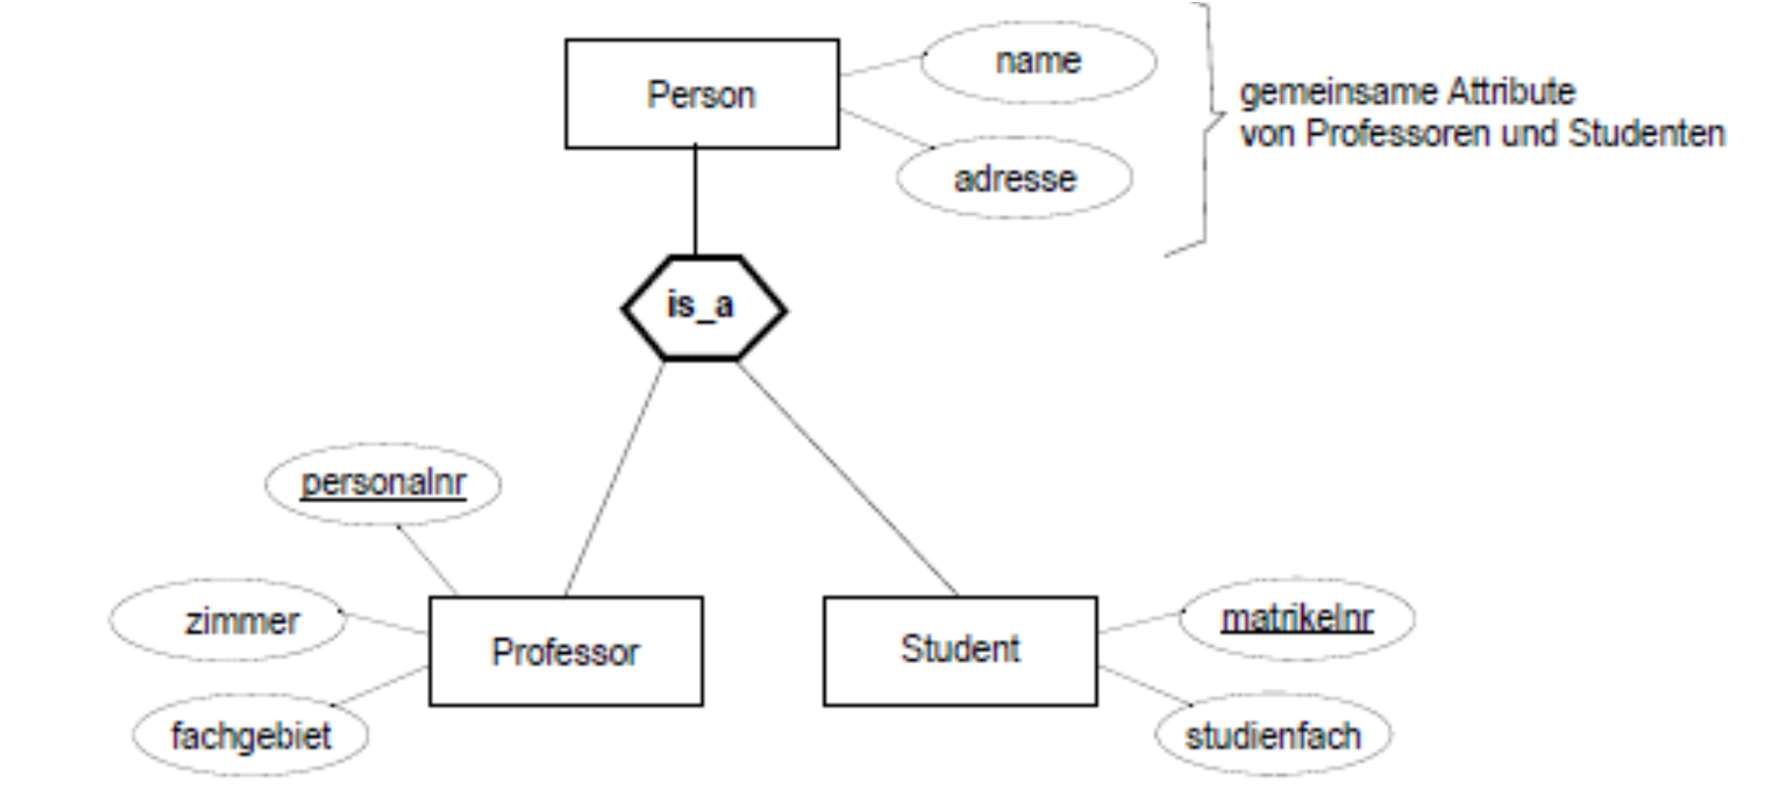 name
Person
gemeinsame Attribute
von Professoren und Studenten
adresse
is_a
personalnr
zimmer
matrikelnr
Professor
Student
fachgebiet
studienfach